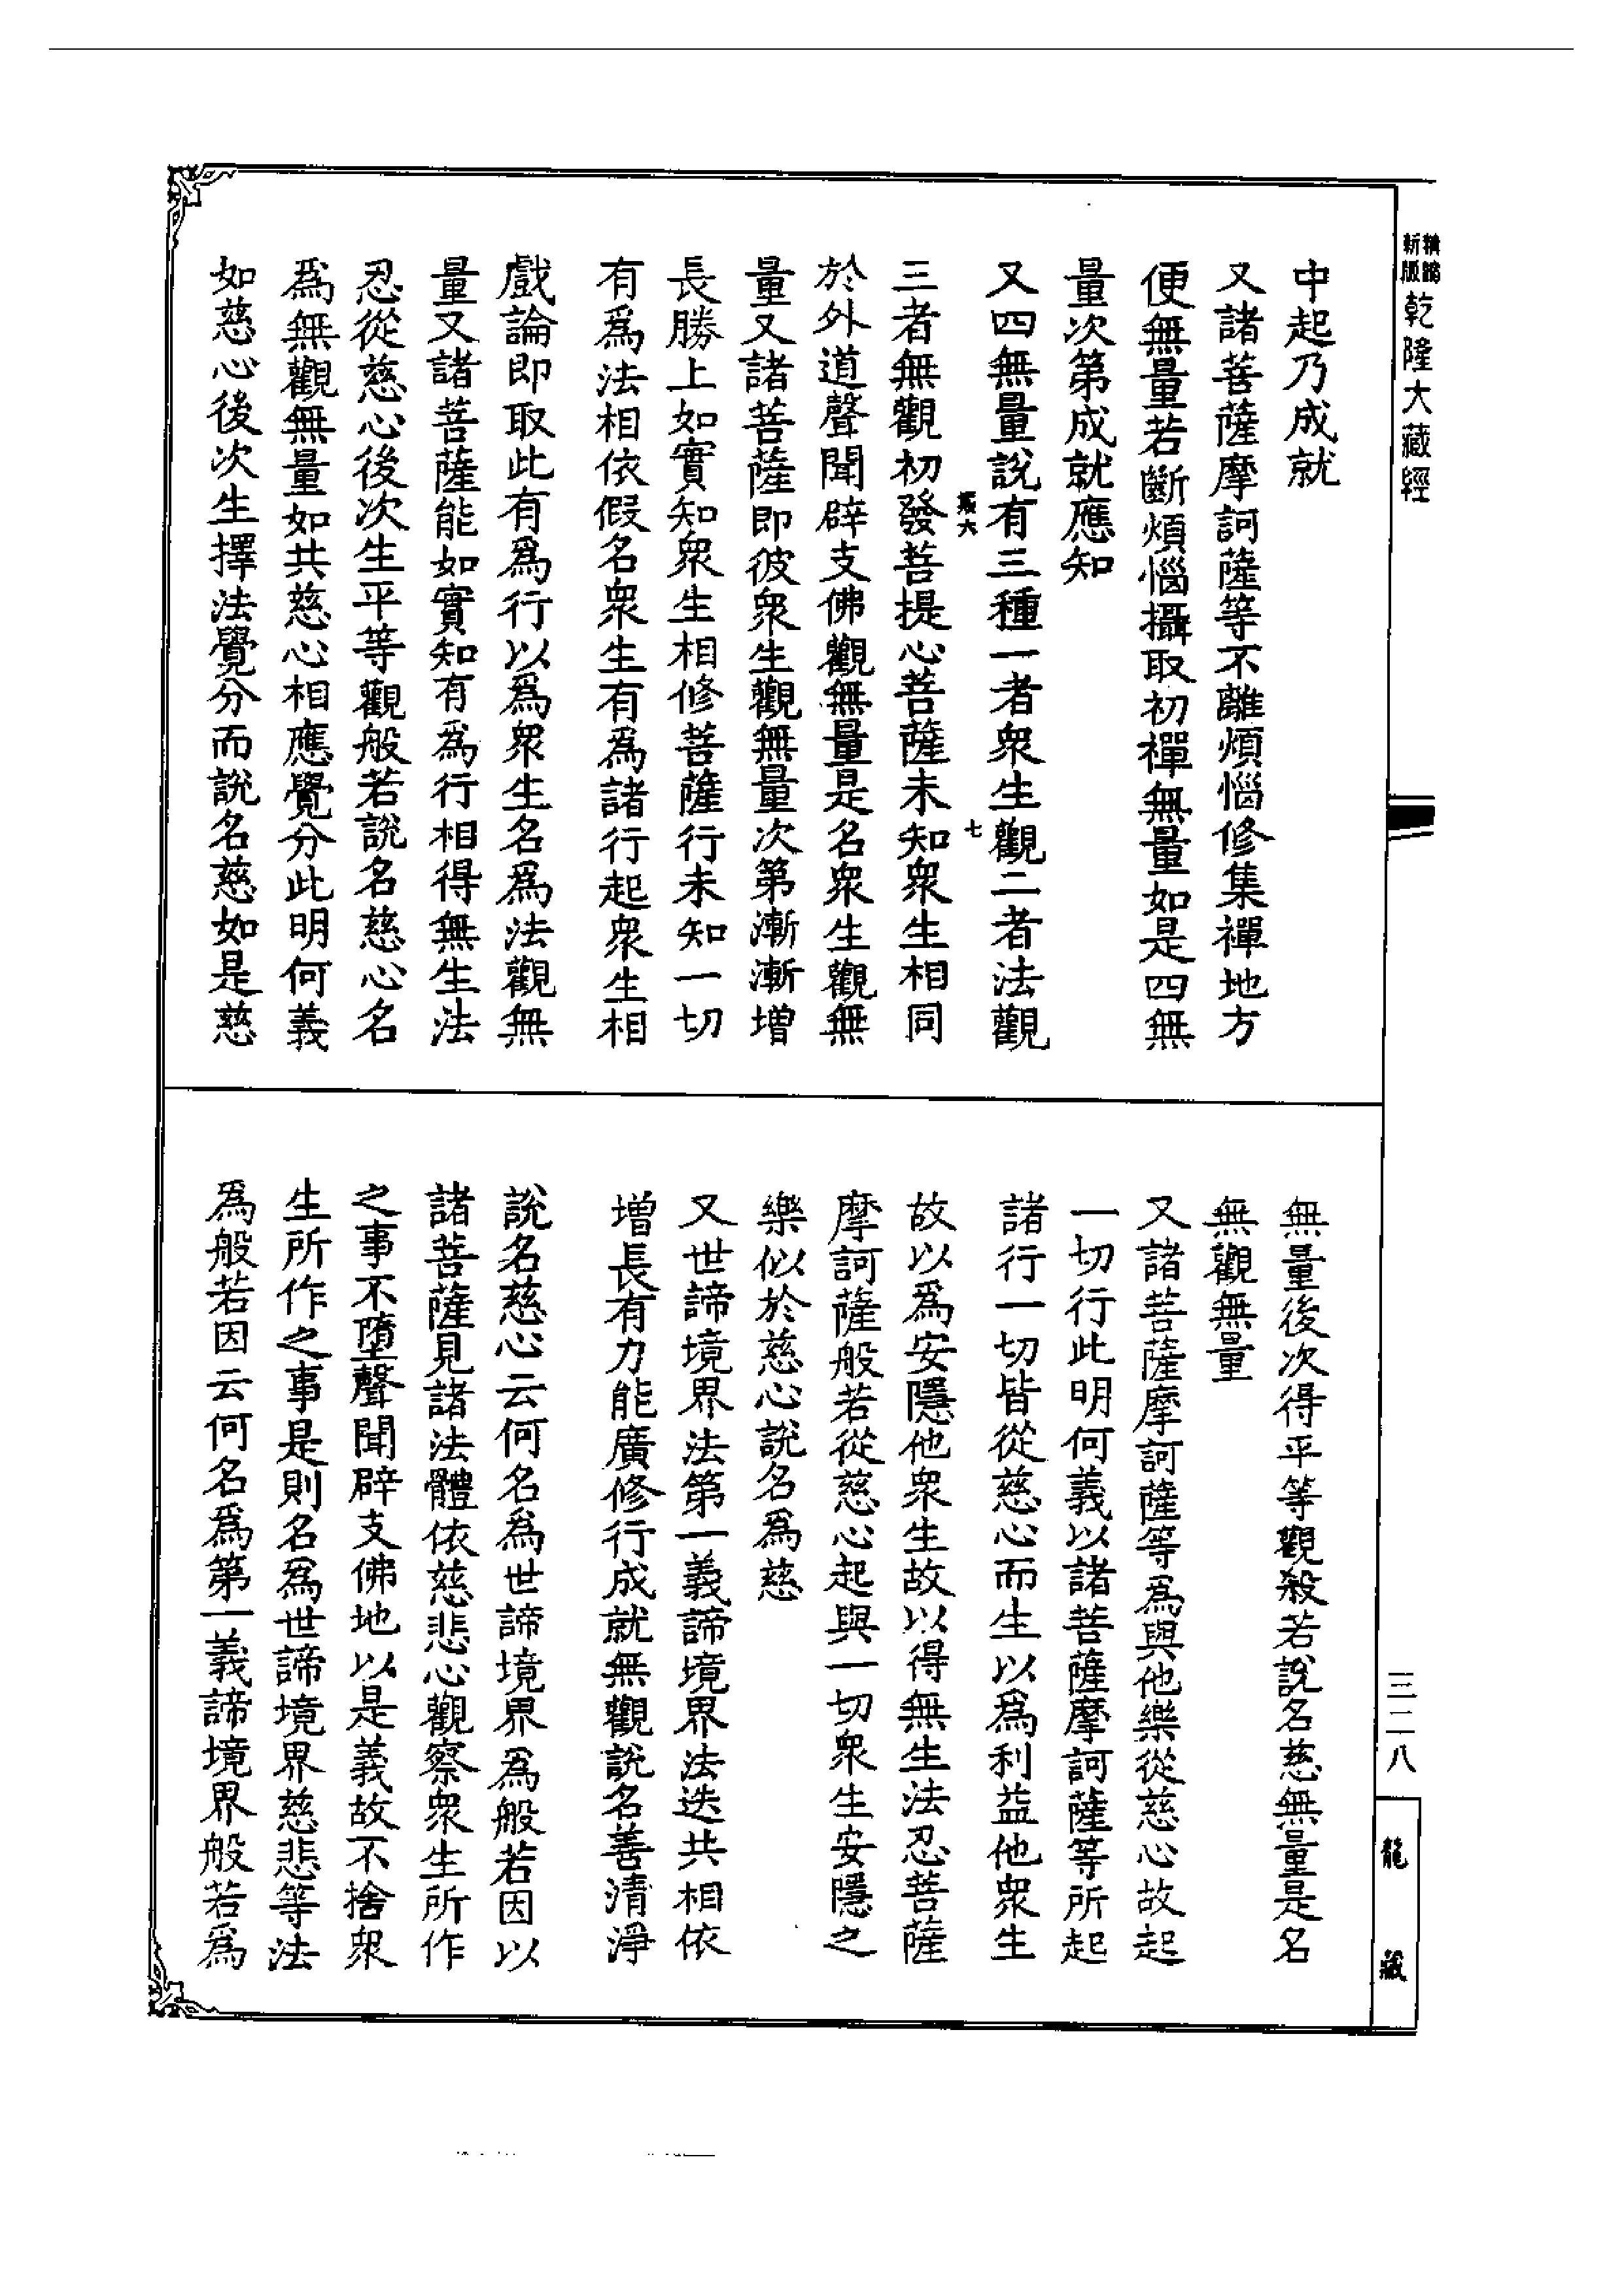 精鐫新版乾隆大藏經
中起乃成就
又諸菩薩摩訶薩等不離煩惱修集禪地方
便無量若斷煩惱攝取初禪無量如是四無
量次第成就應知
又四無量說有三種一者眾生觀二者法觀
七
三者無觀初發菩提心菩薩未知眾生相同
於外道聲聞辟支佛觀無量是名眾生觀無
量又諸菩薩即彼眾生觀無量次第漸漸增
長勝上如實知眾生相修菩薩行未知一切
有為法相依假名眾生有為諸行起眾生相
戲論即取此有為行以為眾生名為法觀無
量又諸菩薩能如實知有為行相得無生法
忍從慈心後次生平等觀般若說名慈心名
為無觀無量如共慈心相應覺分此明何義
如慈心後次生擇法覺分而說名慈如是慈
無量後次得平等觀般若說名慈無量是名
無觀無量
又諸菩薩摩訶薩等為與他樂從慈心故起
一切行此明何義以諸菩薩摩訶薩等所起
諸行一切皆從慈心而生以為利益他眾生
故以為安隱他眾生故以得無生法忍菩薩
摩訶薩般若從慈心起與一切眾生安隱之
樂似於慈心說名為慈
又世諦境界法第一義諦境界法迭共相依
增長有力能廣修行成就無觀說名善清淨
說名慈心云何名為世諦境界為般若因以
諸菩薩見諸法體依慈悲心觀察眾生所作
之事不墮聲聞辟支佛地以是義故不捨眾
生所作之事是則名為世諦境界慈悲等法
為般若因云何名為第一義諦境界般若為
三二八
龍藏